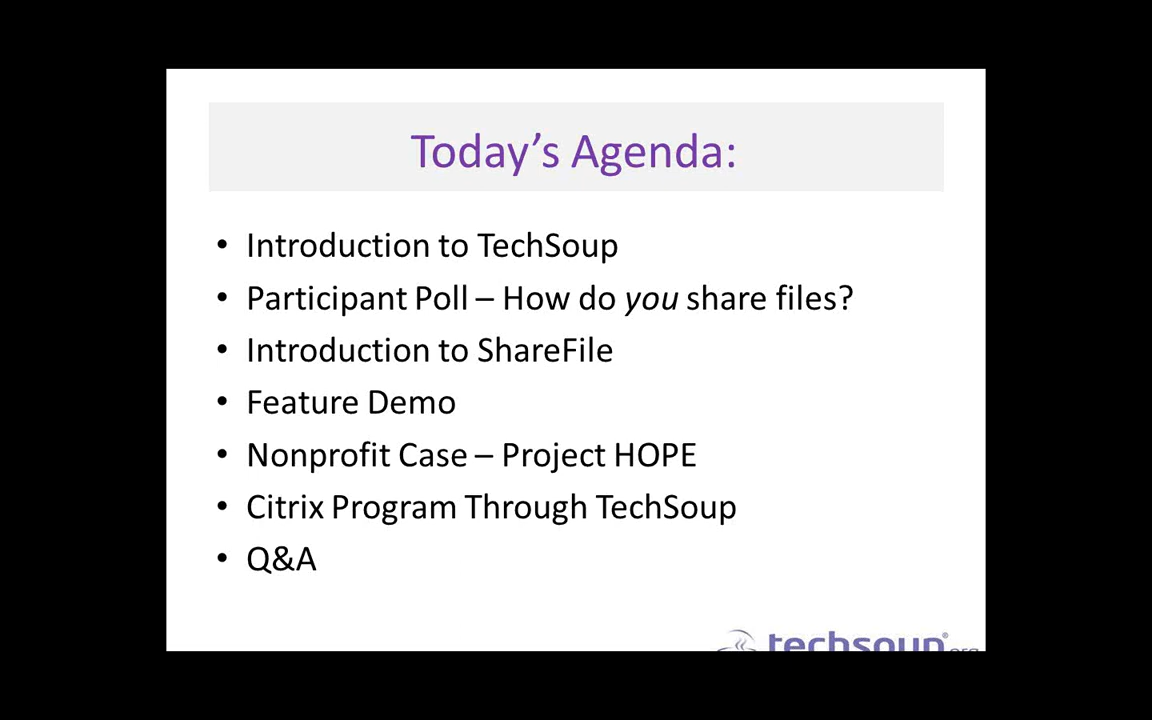 Today’s Agenda:
• Introduction to TechSoup
• Participant Poll – How do you share files?
• Introduction to ShareFile
• Feature Demo
• Nonprofit Case – Project HOPE
• Citrix Program Through TechSoup
• Q&A
techsoup®.org